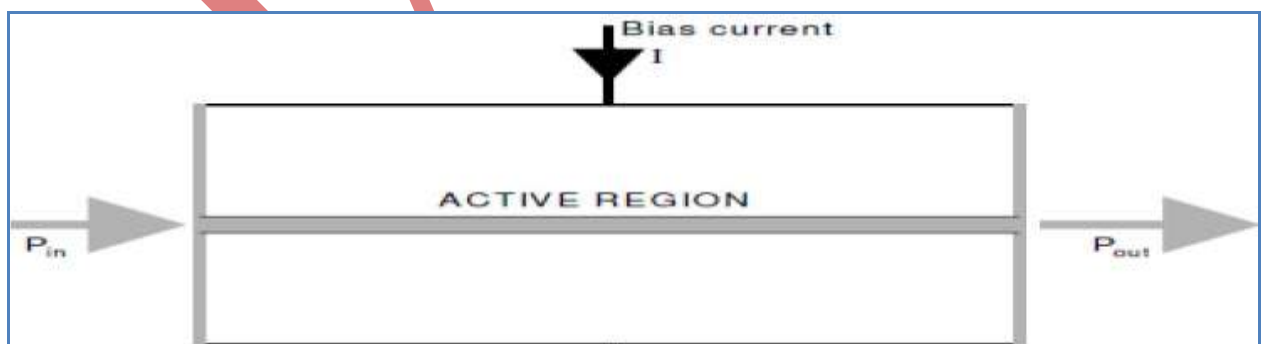 Bias current
I
ACTIVE REGION
Pin
Pout